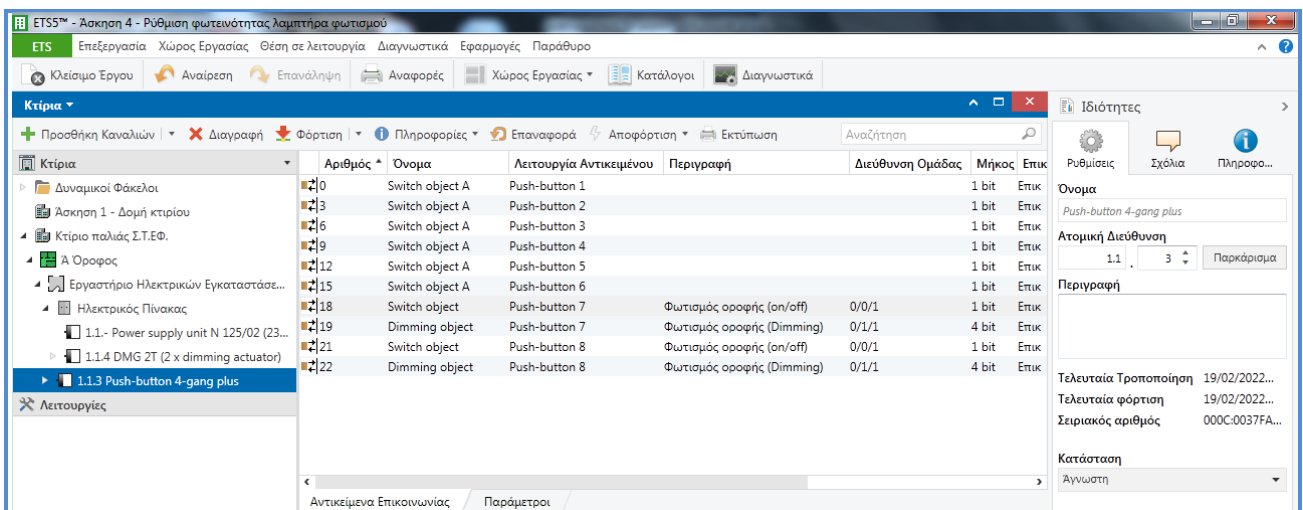 ETS5™ - Άσκηση 4 - Ρύθμιση φωτεινότητας λαμπτήρα φωτισμού
ETS Επεξεργασία Χώρος Εργασίας Θέση σε λειτουργία Διαγνωστικά Εφαρμογές Παράθυρο
Κλείσιμο Έργου Αναίρεση Επανάληψη Αναφορές Χώρος Εργασίας Κατάλογοι Διαγνωστικά
Κτίρια
Προσθήκη Καναλιών Διαγραφή Φόρτιση Πληροφορίες Επαναφορά Αποφόρτιση Εκτύπωση Αναζήτηση
Κτίρια
Δυναμικοί Φάκελοι
Άσκηση 1 - Δομή κτιρίου
Κτίριο παλιάς Σ.Τ.ΕΦ.
Ά Όροφος
Εργαστήριο Ηλεκτρικών Εγκαταστάσε...
Ηλεκτρικός Πίνακας
1.1.- Power supply unit N 125/02 (23...
1.1.4 DMG 2T (2 x dimming actuator)
1.1.3 Push-button 4-gang plus
Λειτουργίες
Αριθμός Όνομα Λειτουργία Αντικειμένου Περιγραφή Διεύθυνση Ομάδας Μήκος Επικ
0 Switch object A Push-button 1 1 bit Επικ
3 Switch object A Push-button 2 1 bit Επικ
6 Switch object A Push-button 3 1 bit Επικ
9 Switch object A Push-button 4 1 bit Επικ
12 Switch object A Push-button 5 1 bit Επικ
15 Switch object A Push-button 6 1 bit Επικ
18 Switch object Push-button 7 Φωτισμός οροφής (on/off) 0/0/1 1 bit Επικ
19 Dimming object Push-button 7 Φωτισμός οροφής (Dimming) 0/1/1 4 bit Επικ
21 Switch object Push-button 8 Φωτισμός οροφής (on/off) 0/0/1 1 bit Επικ
22 Dimming object Push-button 8 Φωτισμός οροφής (Dimming) 0/1/1 4 bit Επικ
Αντικείμενα Επικοινωνίας Παράμετροι
Ιδιότητες
Ρυθμίσεις Σχόλια Πληροφο...
Όνομα
Push-button 4-gang plus
Ατομική Διεύθυνση
1.1 . 3 Παρκάρισμα
Περιγραφή
Τελευταία Τροποποίηση 19/02/2022...
Τελευταία φόρτιση 19/02/2022...
Σειριακός αριθμός 000C:0037FA...
Κατάσταση
Άγνωστη